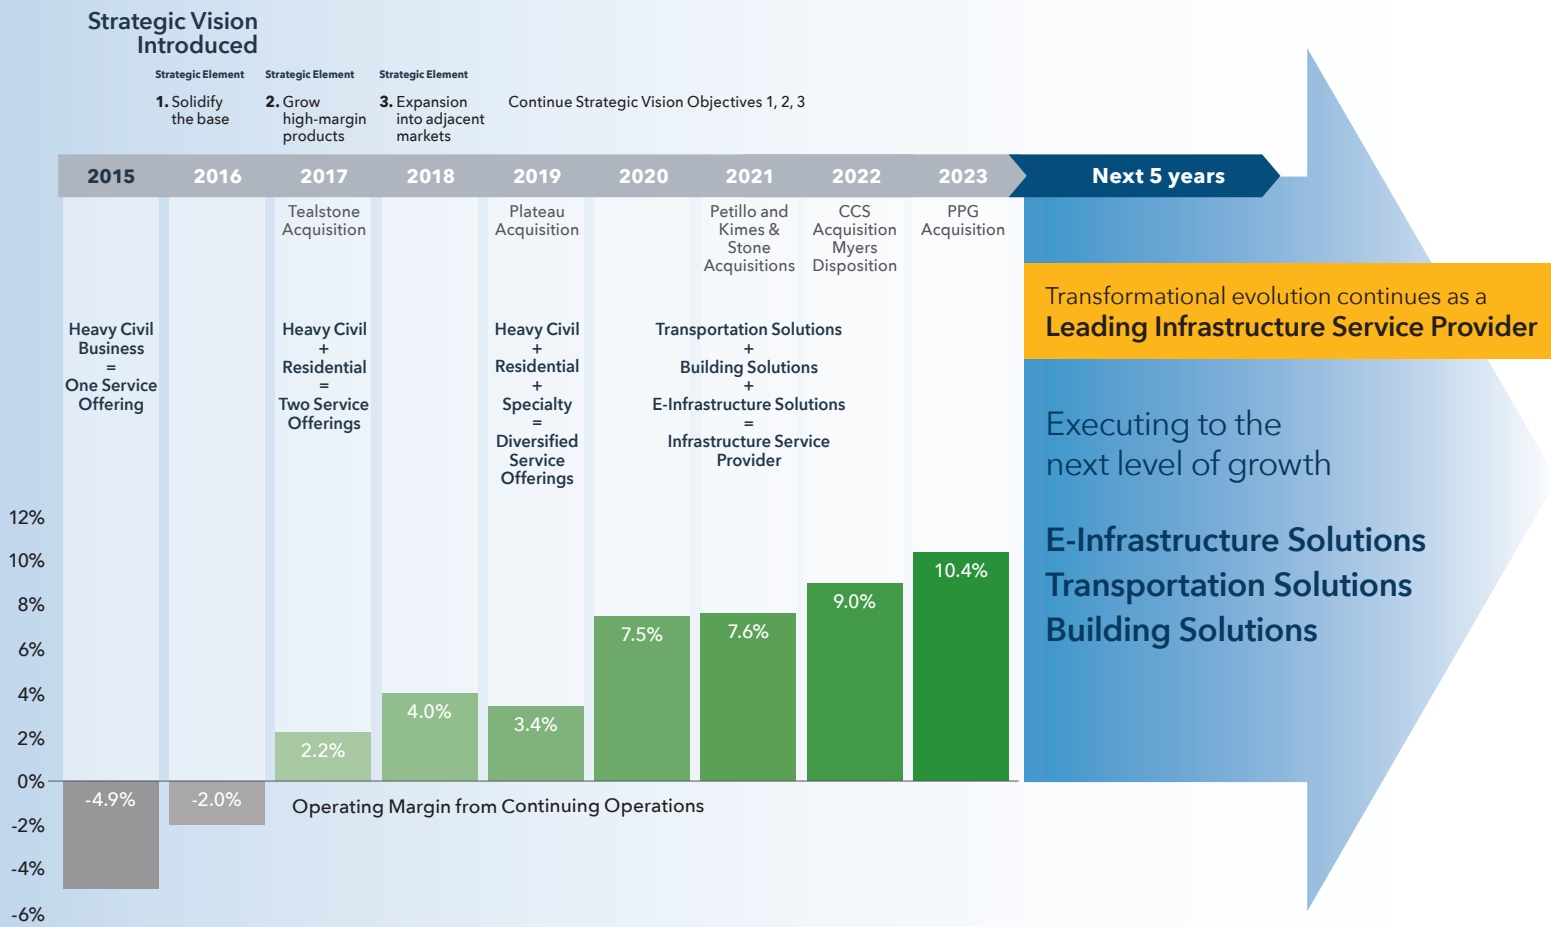 Strategic Vision
Introduced
Strategic Element
1. Solidify
the base
Strategic Element
2. Grow
high-margin
products
Strategic Element
3. Expansion
into adjacent
markets
Continue Strategic Vision Objectives 1, 2, 3
2015
2016
2017
2018
2019
2020
2021
2022
2023
Next 5 years
Tealstone
Acquisition
Plateau
Acquisition
Petillo and
Kimes &
Stone
Acquisitions
CCS
Acquisition
Myers
Disposition
PPG
Acquisition
Heavy Civil
Business
=
One Service
Offering
Heavy Civil
+
Residential
=
Two Service
Offerings
Heavy Civil
+
Residential
+
Specialty
=
Diversified
Service
Offerings
Transportation Solutions
+
Building Solutions
+
E-Infrastructure Solutions
=
Infrastructure Service
Provider
Transformational evolution continues as a
Leading Infrastructure Service Provider
Executing to the
next level of growth
E-Infrastructure Solutions
Transportation Solutions
Building Solutions
12%
10%
8%
6%
4%
2%
0%
-2%
-4%
-6%
-4.9%
-2.0%
2.2%
4.0%
3.4%
7.5%
7.6%
9.0%
10.4%
Operating Margin from Continuing Operations